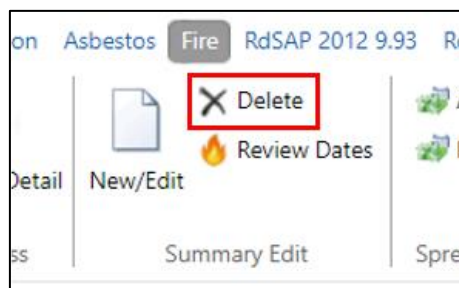 on Asbestos Fire RdSAP 2012 9.93 R
Delete
Review Dates
Detail New/Edit
ss Summary Edit Spre